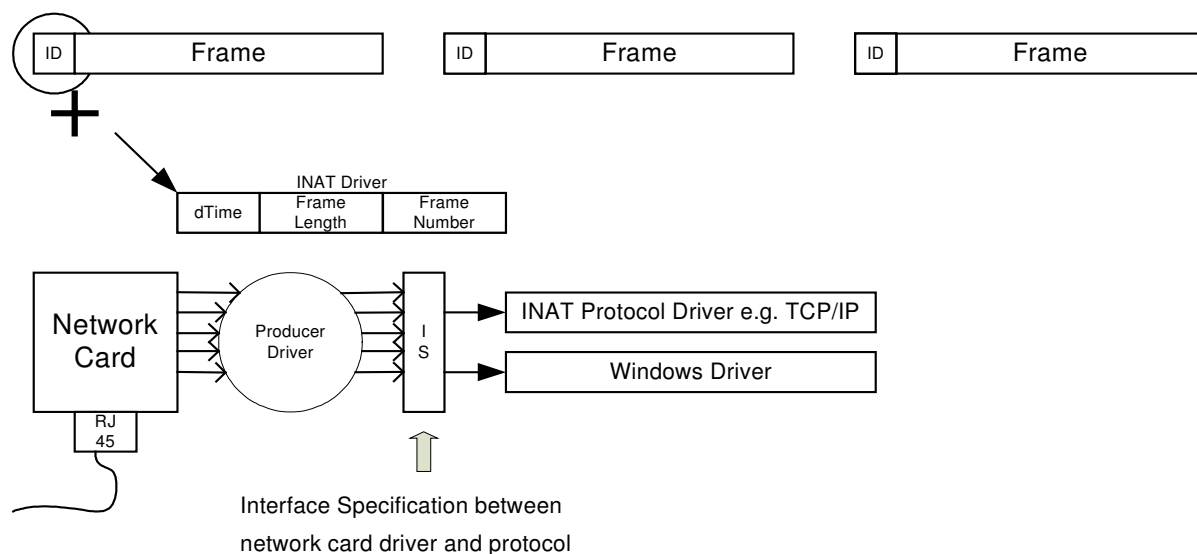 ID Frame
ID Frame
ID Frame
INAT Driver
dTime
Frame
Length
Frame
Number
Network
Card
Producer
Driver
I
S
INAT Protocol Driver e.g. TCP/IP
Windows Driver
RJ
45
Interface Specification between
network card driver and protocol